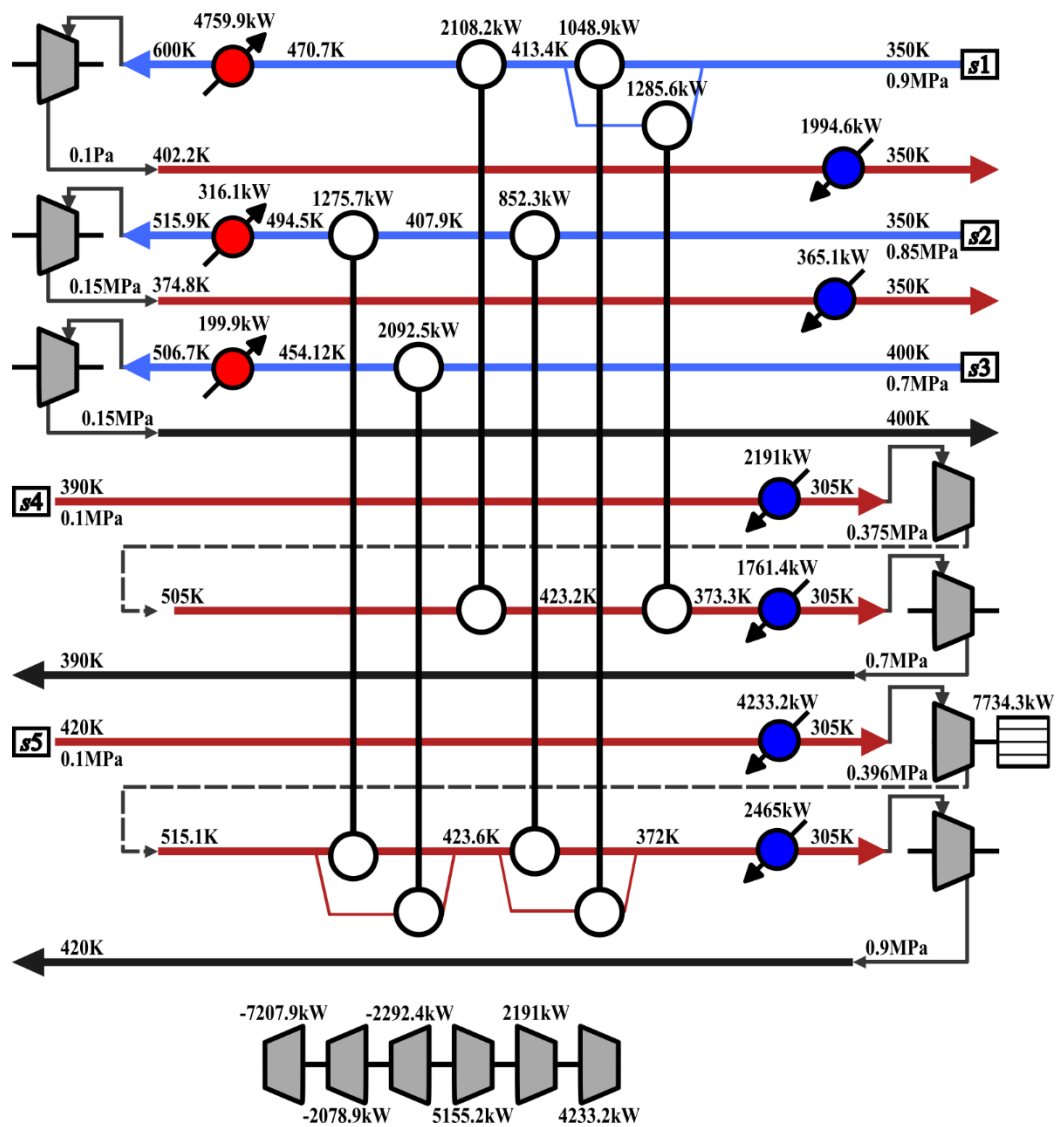 4759.9kW 2108.2kW 1048.9kW
600K 470.7K 413.4K 350K s1
0.9MPa
1285.6kW
1994.6kW
0.1Pa 402.2K 350K
316.1kW 1275.7kW 852.3kW
515.9K 494.5K 407.9K 350K s2
0.85MPa
365.1kW
0.15MPa 374.8K 350K
199.9kW 2092.5kW
506.7K 454.12K 400K s3
0.7MPa
0.15MPa 400K
2191kW
s4 390K 305K
0.1MPa 0.375MPa
1761.4kW
505K 423.2K 373.3K 305K
390K 0.7MPa
4233.2kW 7734.3kW
s5 420K 305K
0.1MPa 0.396MPa
2465kW
515.1K 423.6K 372K 305K
420K 0.9MPa
-7207.9kW -2292.4kW 2191kW
-2078.9kW 5155.2kW 4233.2kW